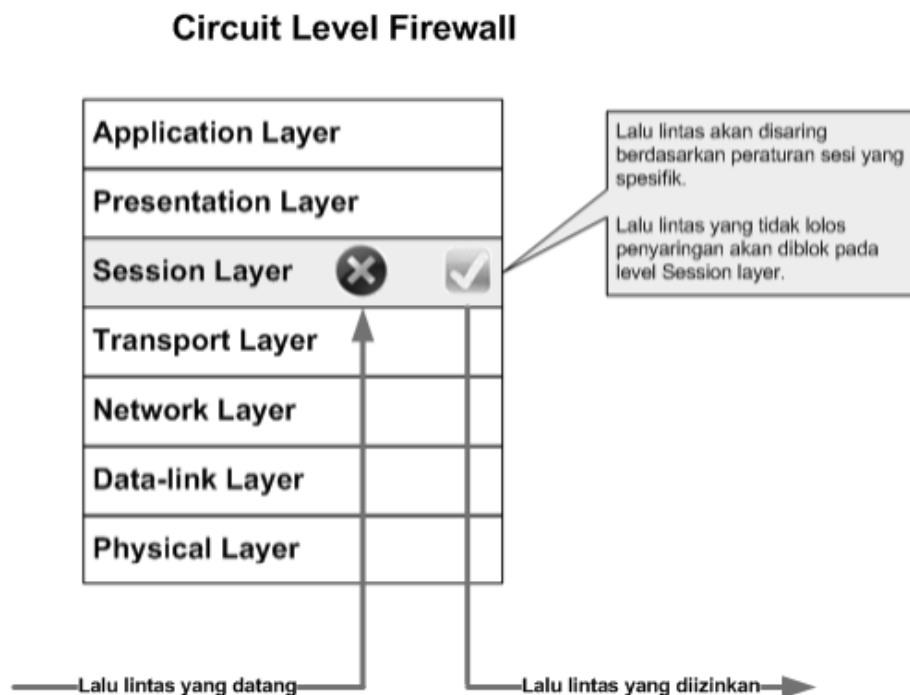 Circuit Level Firewall
Application Layer
Presentation Layer
Session Layer
Transport Layer
Network Layer
Data-link Layer
Physical Layer
Lalu lintas akan disaring
berdasarkan peraturan sesi yang
spesifik.
Lalu lintas yang tidak lolos
penyaringan akan diblok pada
level Session layer.
Lalu lintas yang datang
Lalu lintas yang diizinkan